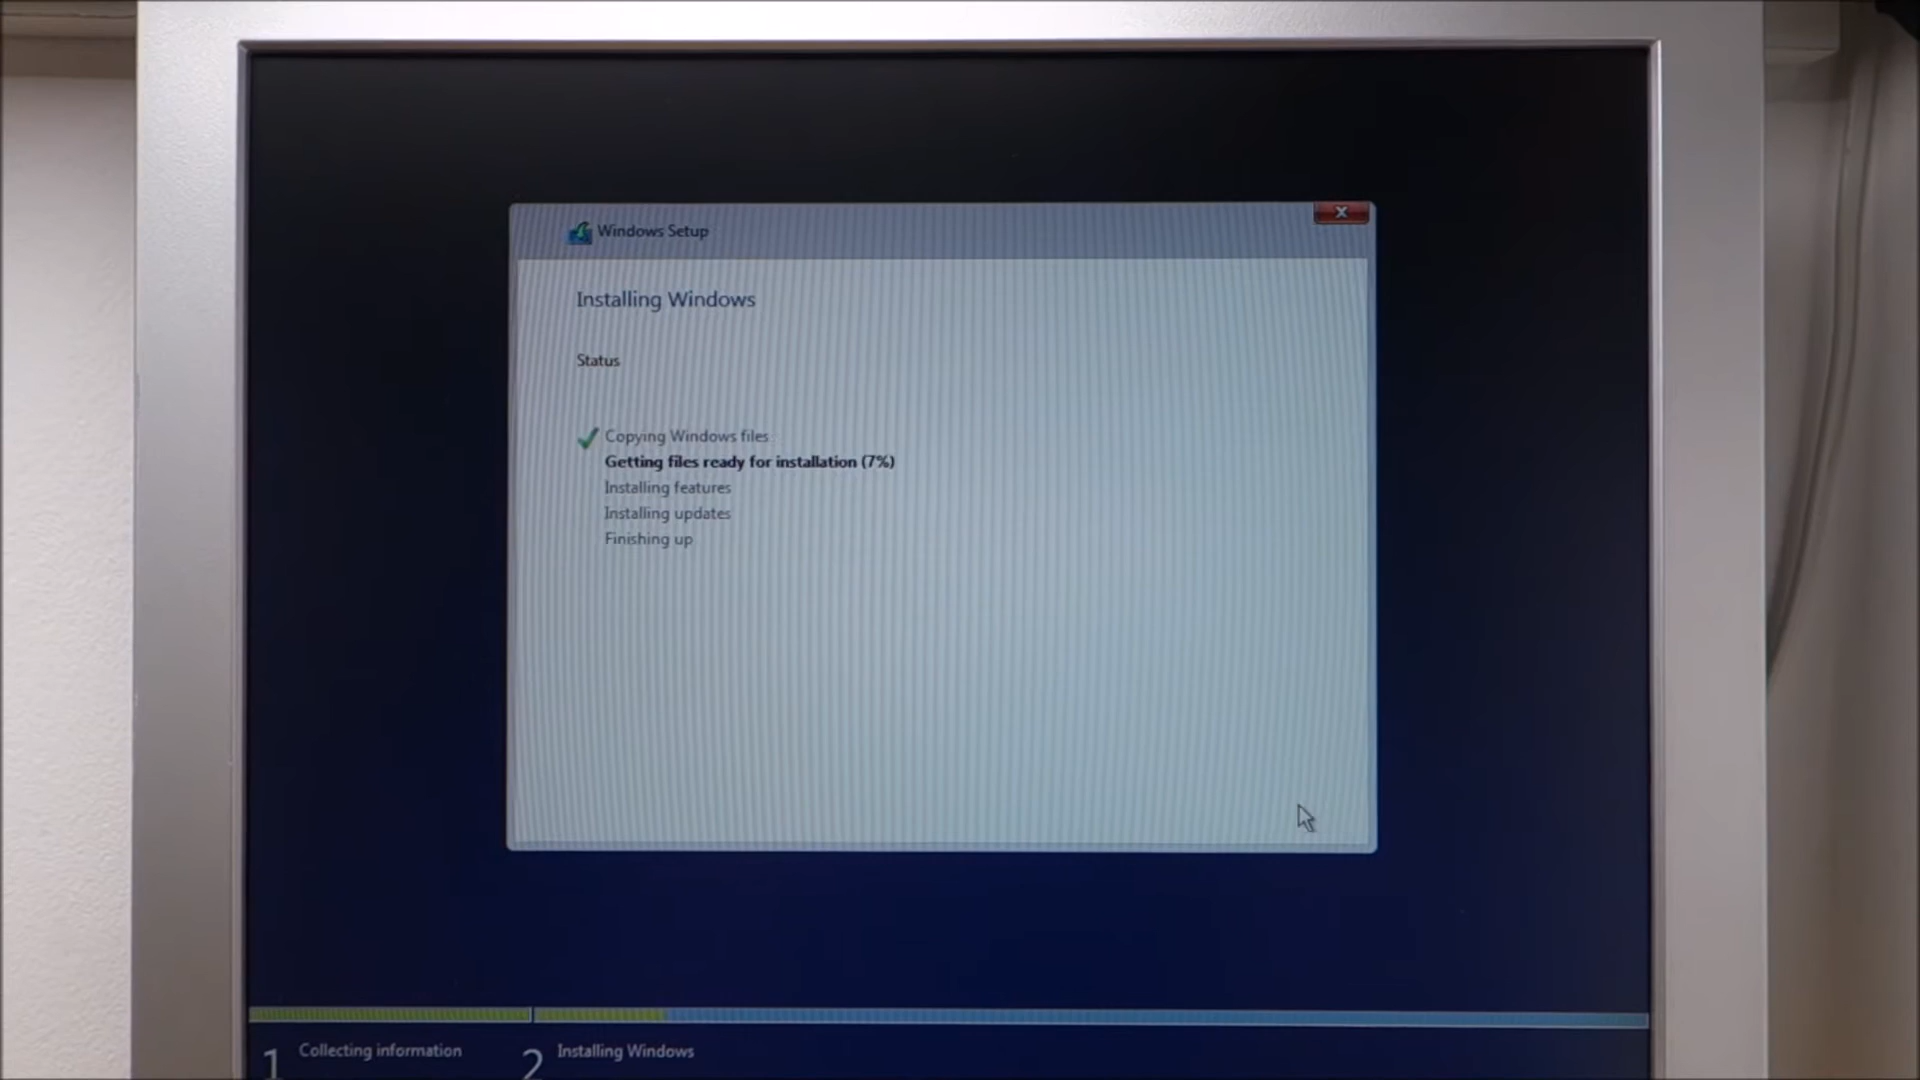 Windows Setup
Installing Windows
Status
Copying Windows files
Getting files ready for installation (7%)
Installing features
Installing updates
Finishing up
1 Collecting information
2 Installing Windows